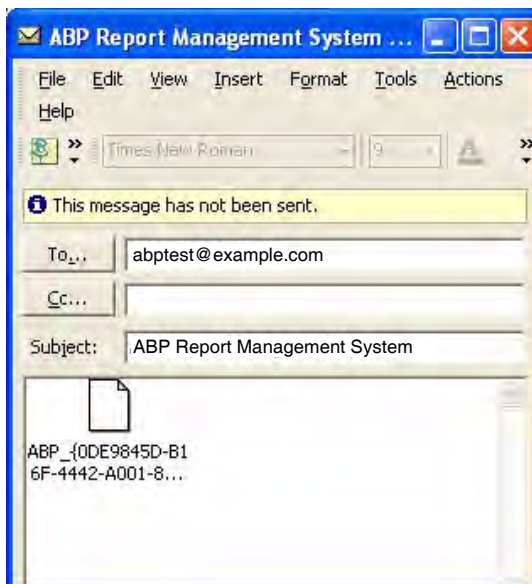 ABP Report Management System ...
File Edit View Insert Format Tools Actions
Help
Times New Roman 9 A
This message has not been sent.
To... abptest@example.com
Cc...
Subject: ABP Report Management System
ABP_{0DE9845D-B1
6F-4442-A001-8...